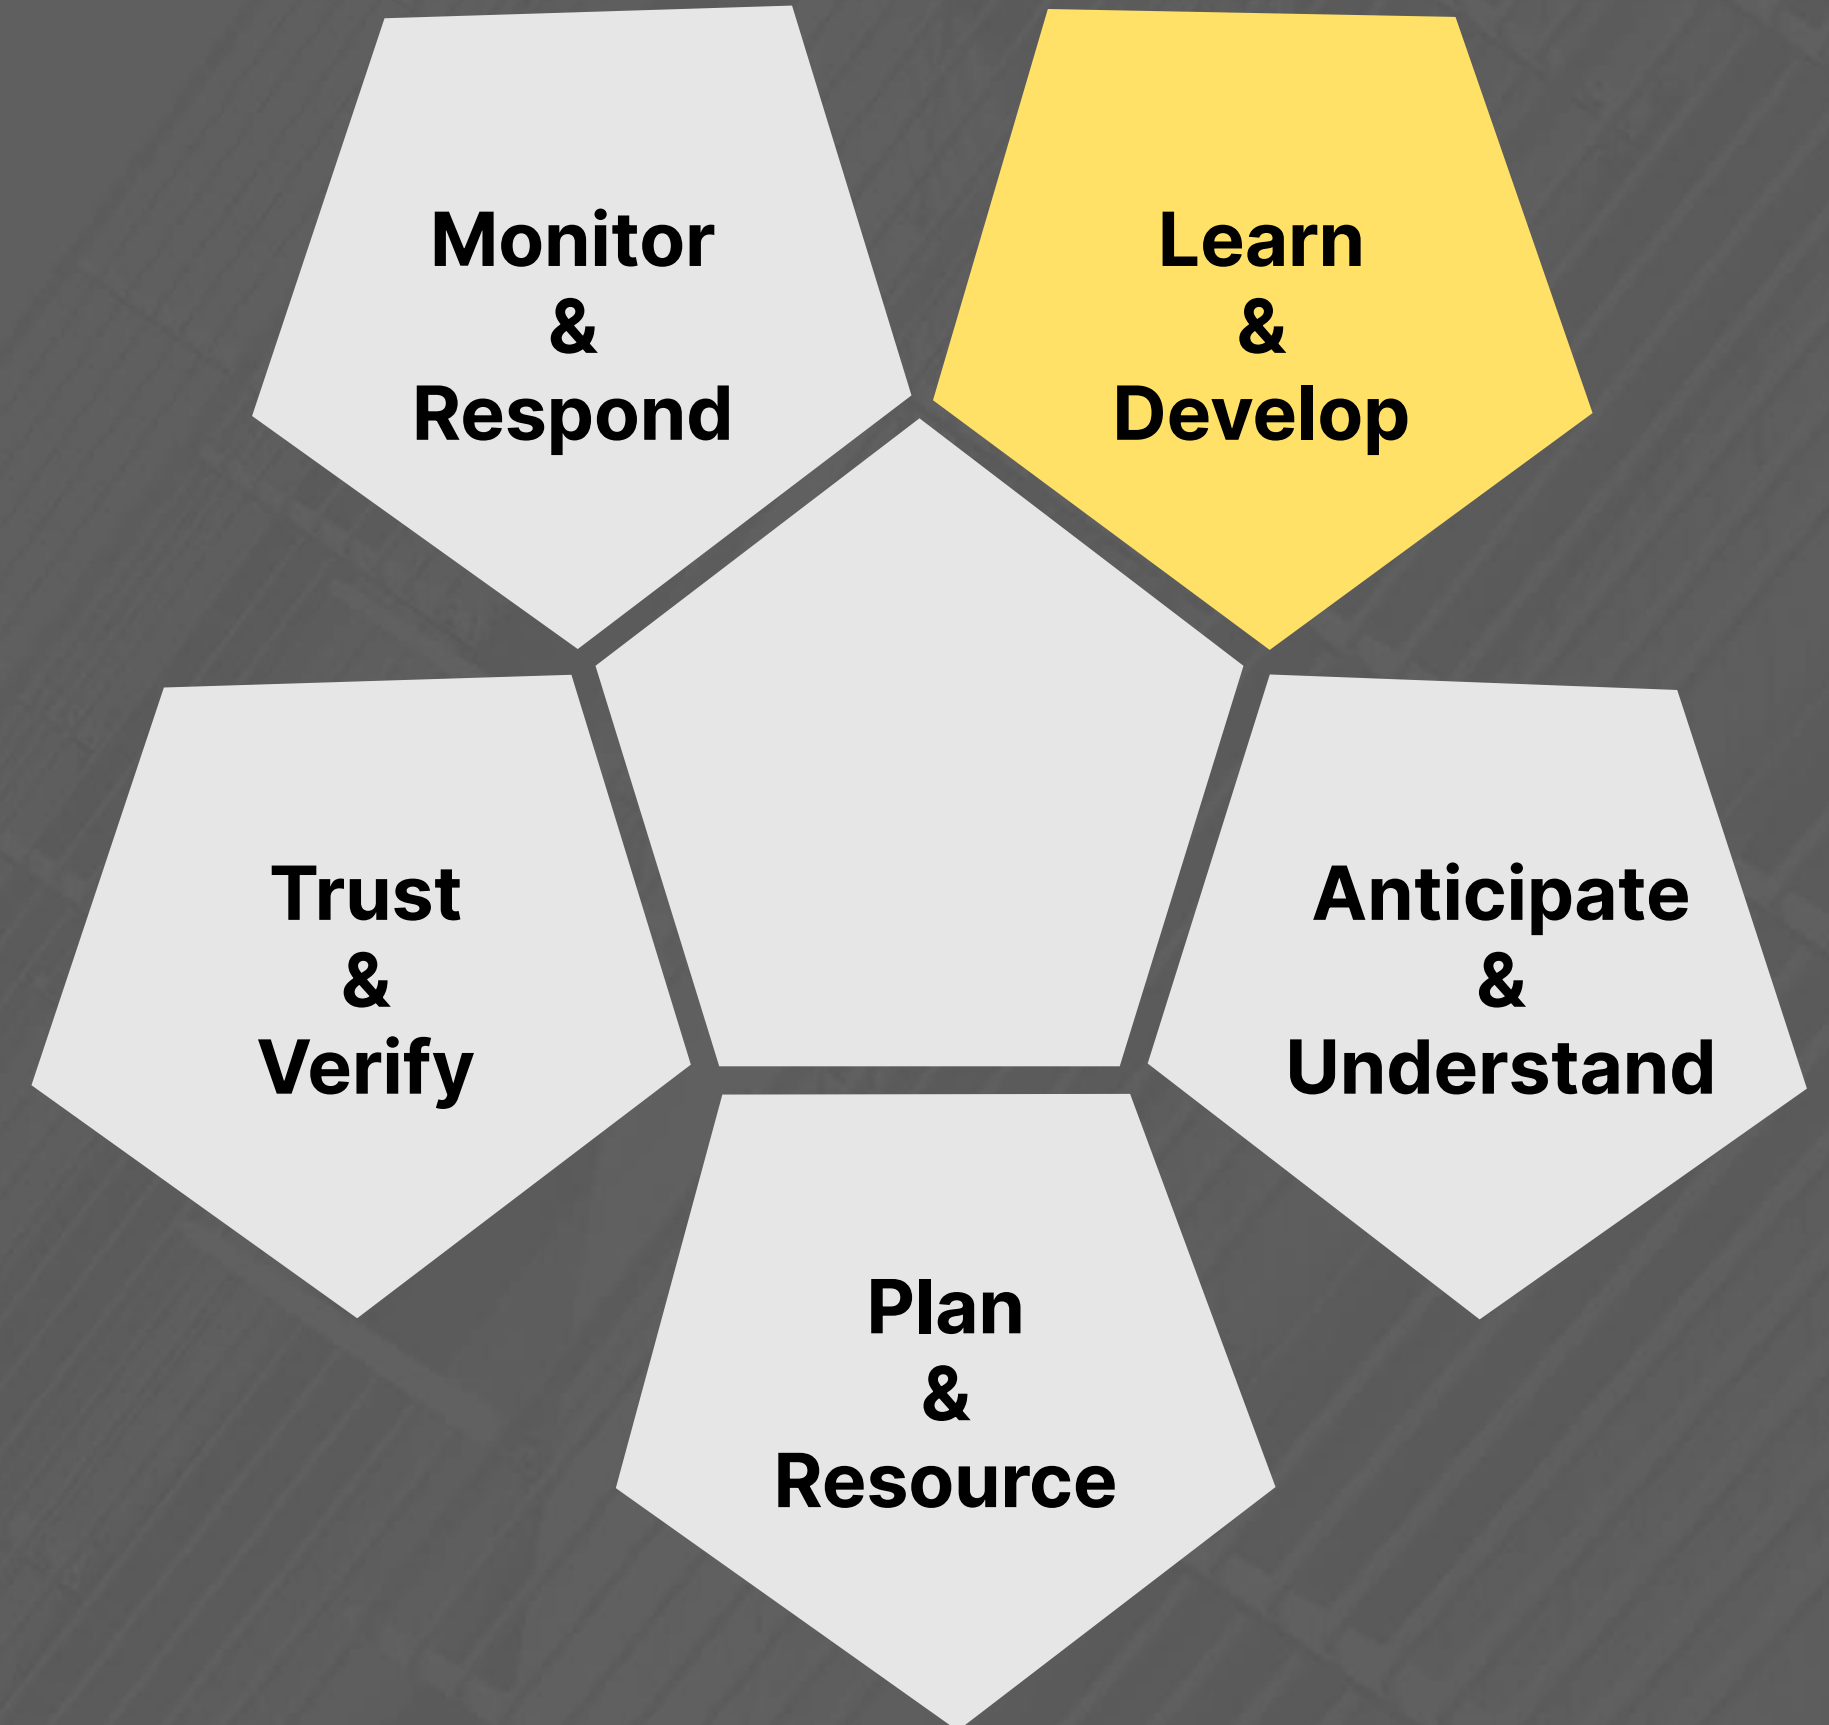 Monitor
&
Respond
Learn
&
Develop
Trust
&
Verify
Anticipate
&
Understand
Plan
&
Resource